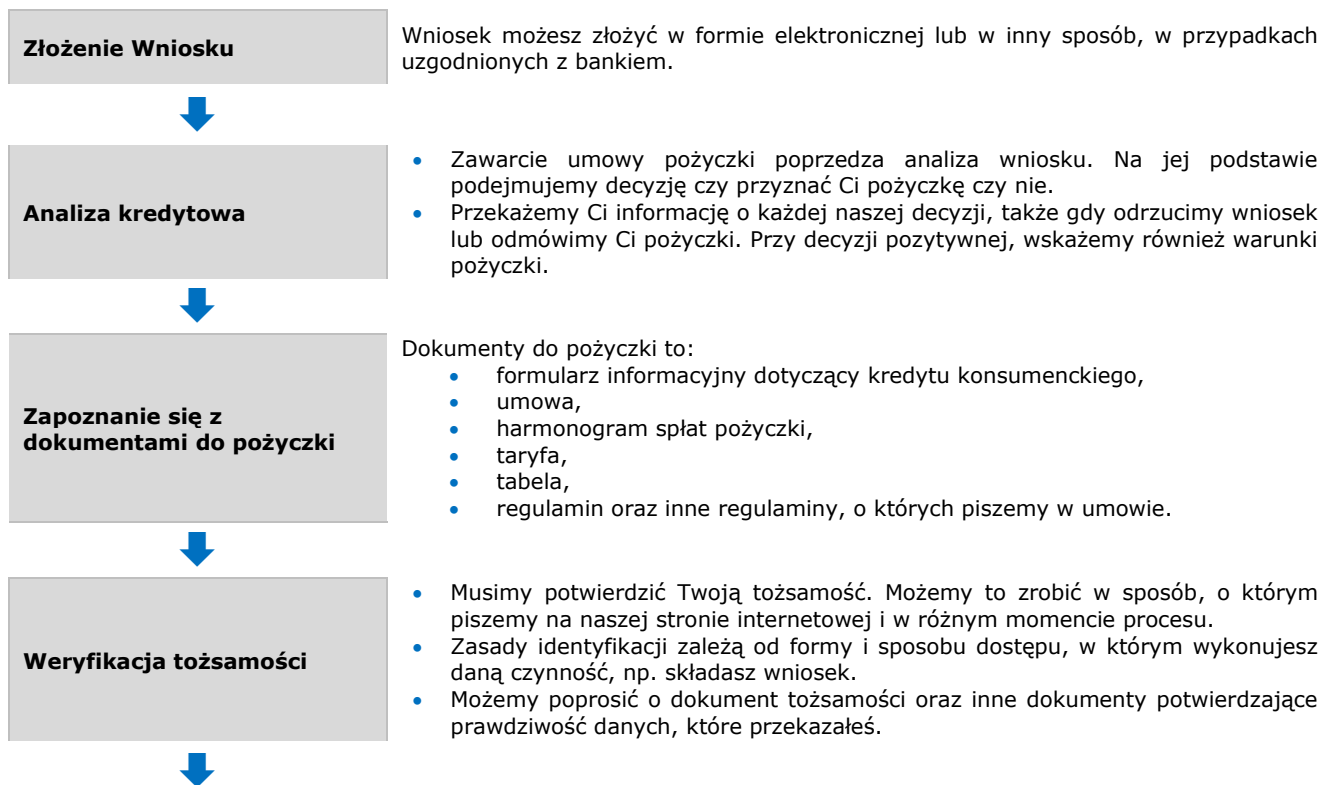 Złożenie Wniosku
Wniosek możesz złożyć w formie elektronicznej lub w inny sposób, w przypadkach
uzgodnionych z bankiem.
Analiza kredytowa
• Zawarcie umowy pożyczki poprzedza analiza wniosku. Na jej podstawie
podejmujemy decyzję czy przyznać Ci pożyczkę czy nie.
• Przekażemy Ci informację o każdej naszej decyzji, także gdy odrzucimy wniosek
lub odmówimy Ci pożyczki. Przy decyzji pozytywnej, wskażemy również warunki
pożyczki.
Zapoznanie się z
dokumentami do pożyczki
Dokumenty do pożyczki to:
• formularz informacyjny dotyczący kredytu konsumenckiego,
• umowa,
• harmonogram spłat pożyczki,
• taryfa,
• tabela,
• regulamin oraz inne regulaminy, o których piszemy w umowie.
Weryfikacja tożsamości
• Musimy potwierdzić Twoją tożsamość. Możemy to zrobić w sposób, o którym
piszemy na naszej stronie internetowej i w różnym momencie procesu.
• Zasady identyfikacji zależą od formy i sposobu dostępu, w którym wykonujesz
daną czynność, np. składasz wniosek.
• Możemy poprosić o dokument tożsamości oraz inne dokumenty potwierdzające
prawdziwość danych, które przekazałeś.